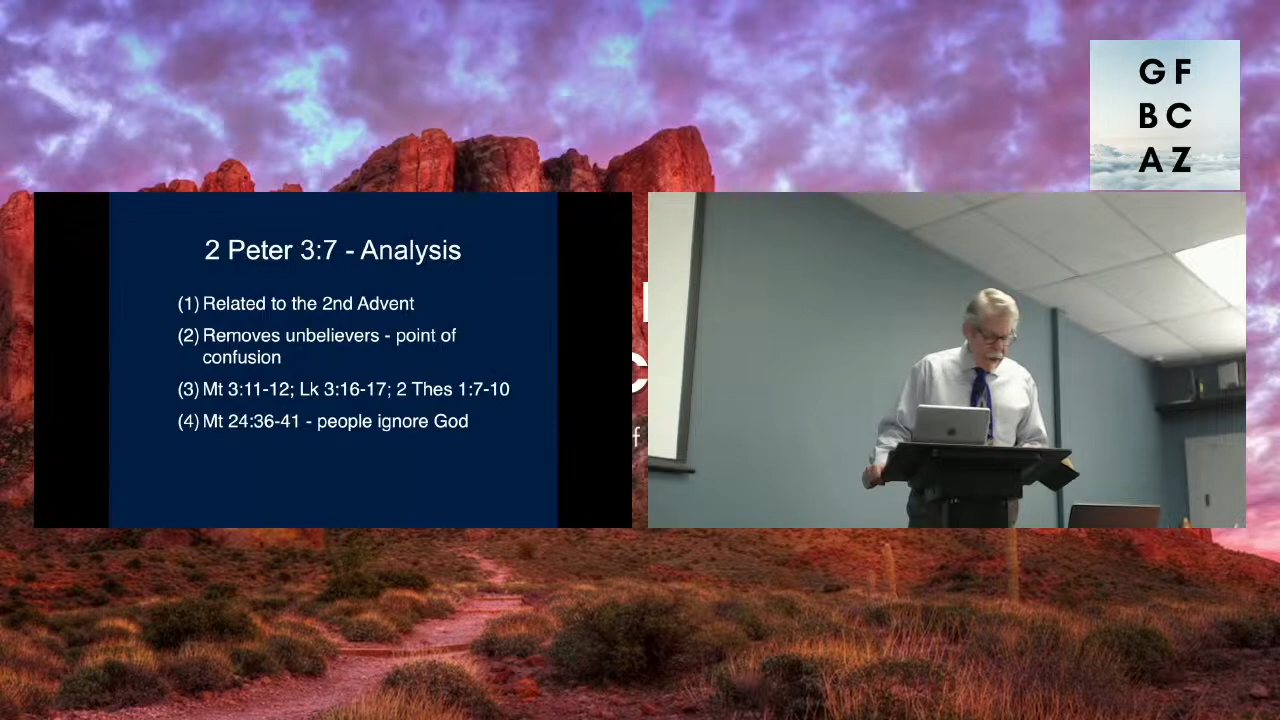 G F
B C
A Z
2 Peter 3:7 - Analysis
(1) Related to the 2nd Advent
(2) Removes unbelievers - point of
confusion
(3) Mt 3:11-12; Lk 3:16-17; 2 Thes 1:7-10
(4) Mt 24:36-41 - people ignore God